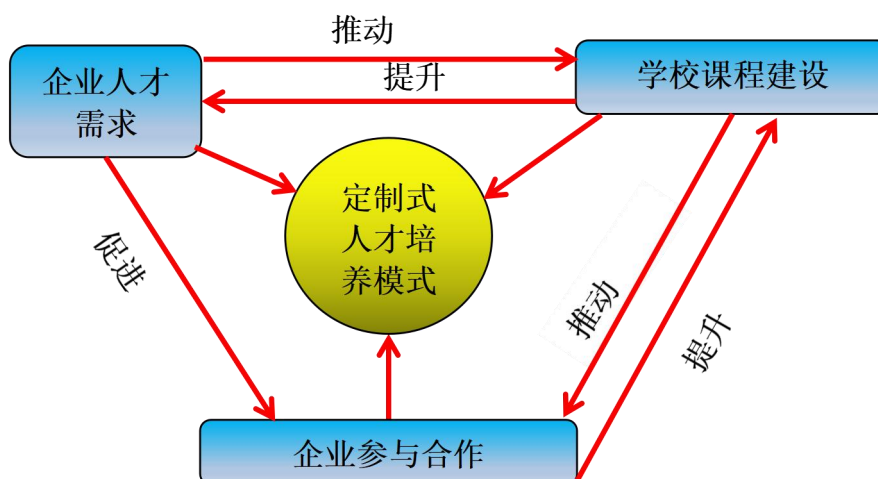 推动
企业人才
需求
提升
学校课程建设
定制式
人才培
养模式
促进
推动
提升
企业参与合作